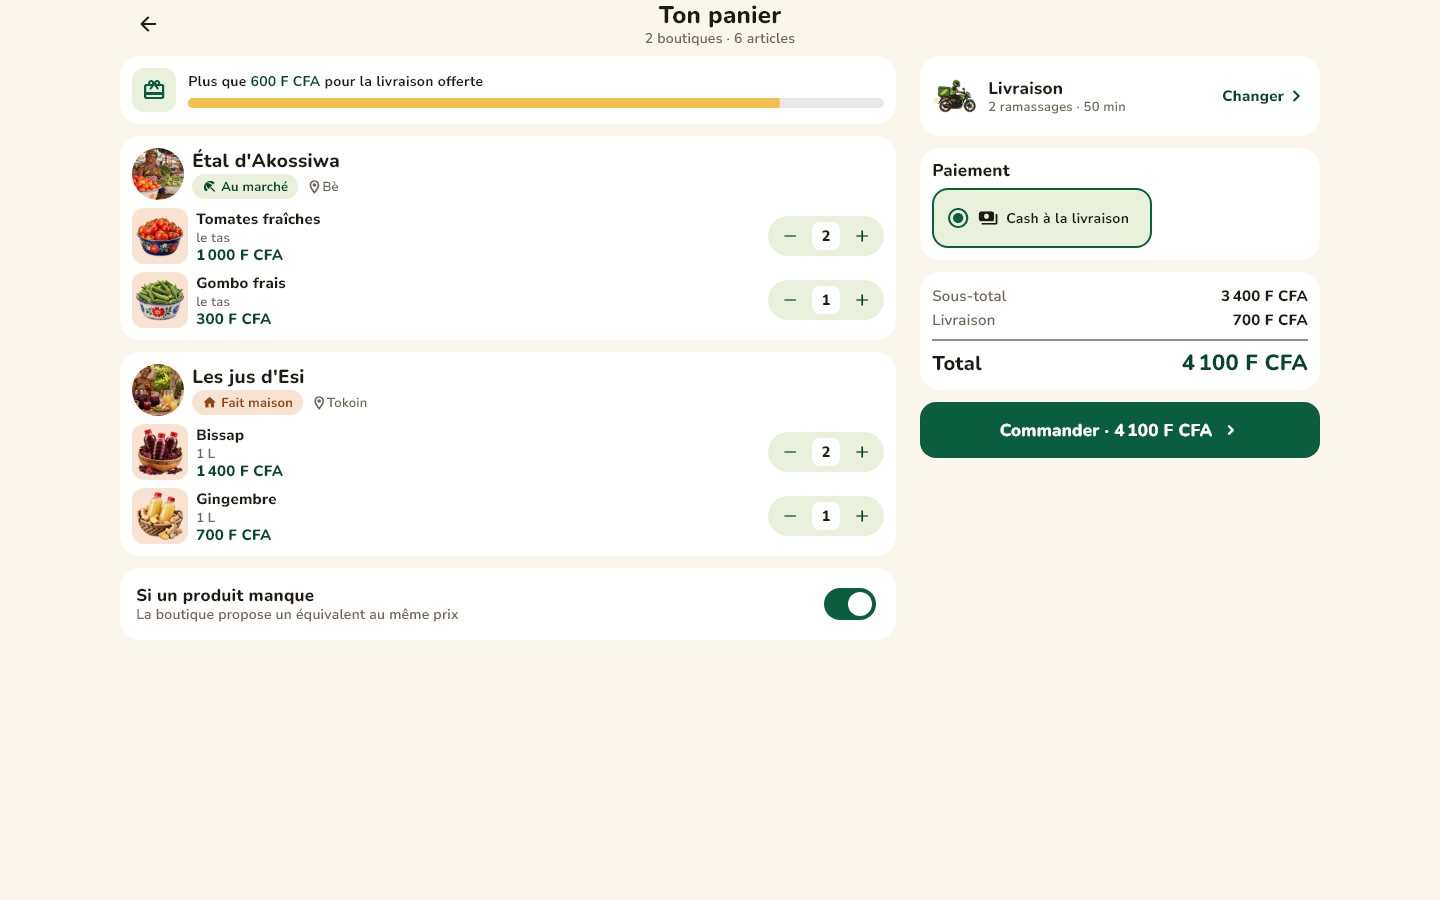 Ton panier
2 boutiques · 6 articles
Plus que 600 F CFA pour la livraison offerte
Étal d'Akossiwa
Au marché
Bè
Tomates fraîches
le tas
1 000 F CFA
2
Gombo frais
le tas
300 F CFA
1
Les jus d'Esi
Fait maison
Tokoin
Bissap
1 L
1 400 F CFA
2
Gingembre
1 L
700 F CFA
1
Si un produit manque
La boutique propose un équivalent au même prix
Livraison
2 ramassages · 50 min
Changer
Paiement
Cash à la livraison
Sous-total 3 400 F CFA
Livraison 700 F CFA
Total 4 100 F CFA
Commander · 4 100 F CFA